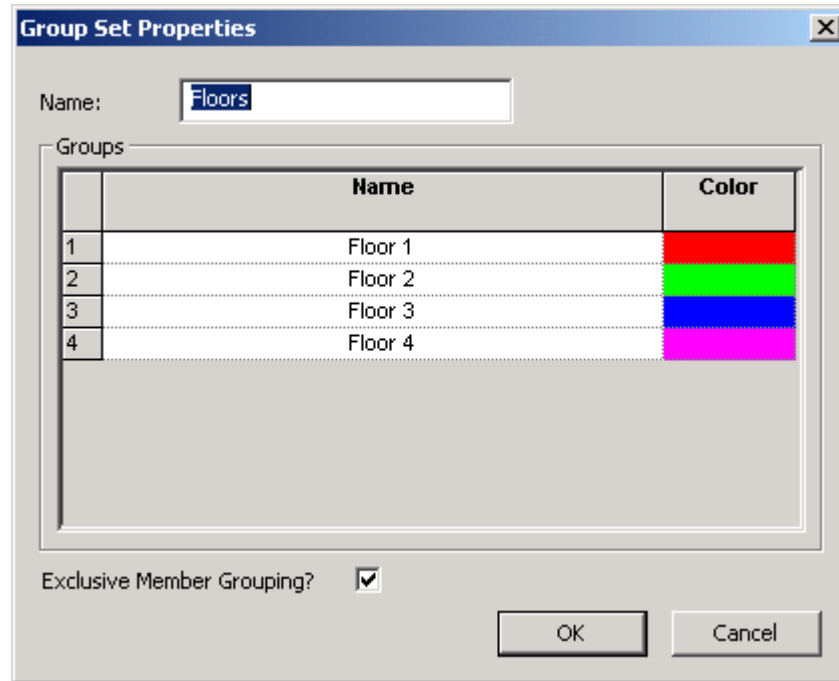 Group Set Properties
Name: Floors
Groups
Name Color
1 Floor 1
2 Floor 2
3 Floor 3
4 Floor 4
Exclusive Member Grouping?
OK Cancel